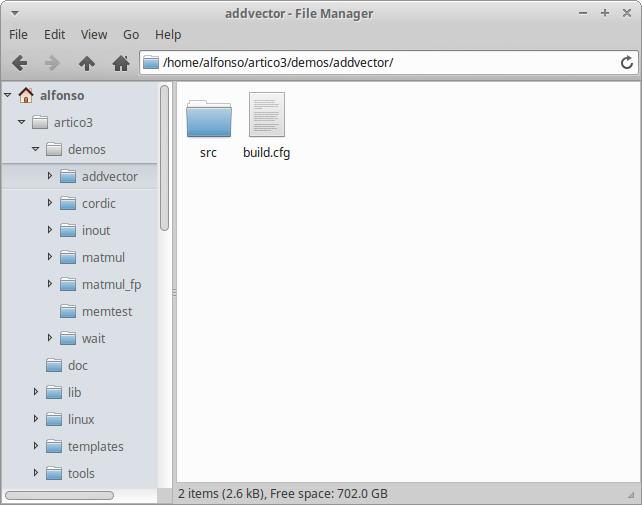 addvector - File Manager
File Edit View Go Help
/home/alfonso/artico3/demos/addvector/
alfonso
artico3
demos
addvector
cordic
inout
matmul
matmul_fp
memtest
wait
doc
lib
linux
templates
tools
src build.cfg
2 items (2.6 kB), Free space: 702.0 GB